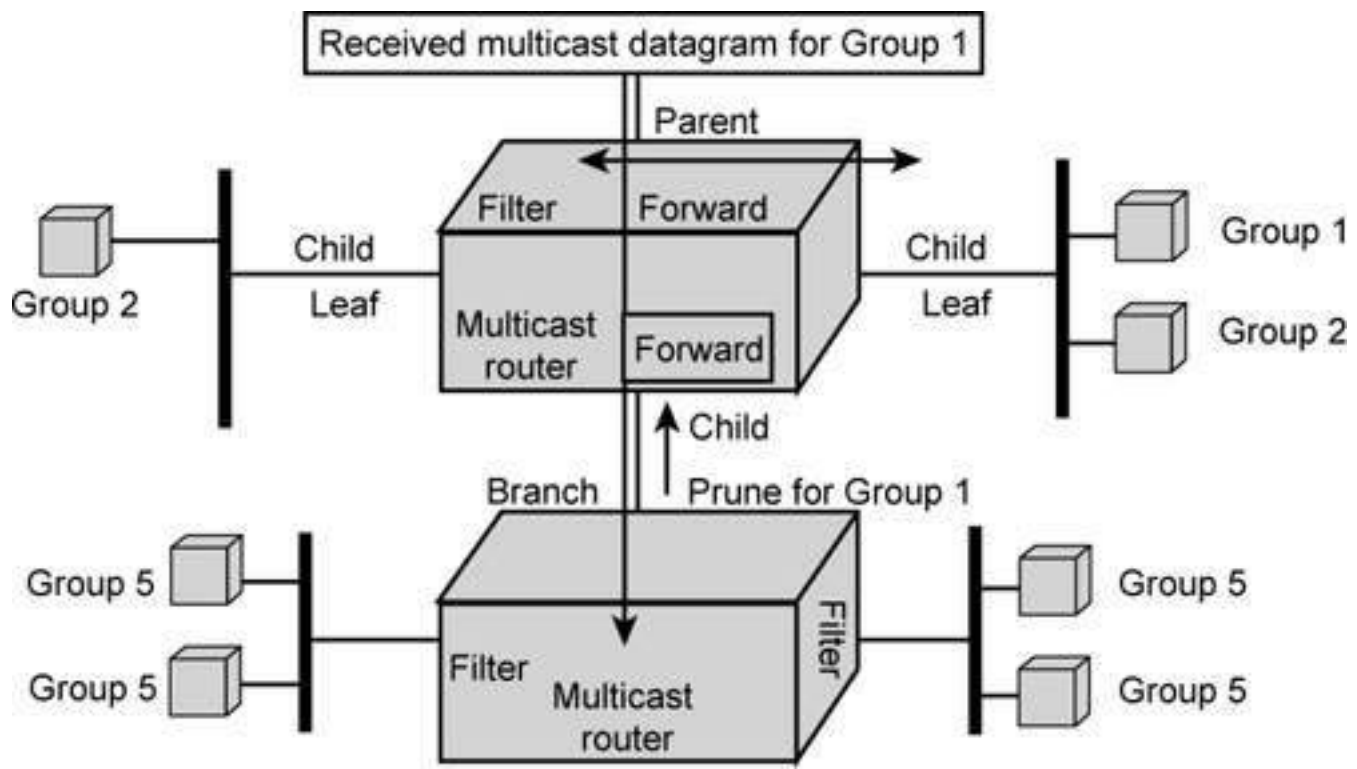 Received multicast datagram for Group 1
Parent
Filter
Forward
Child
Leaf
Group 2
Child
Leaf
Group 1
Group 2
Multicast
router
Forward
Child
Branch
Prune for Group 1
Group 5
Group 5
Filter
Multicast
router
Filter
Group 5
Group 5